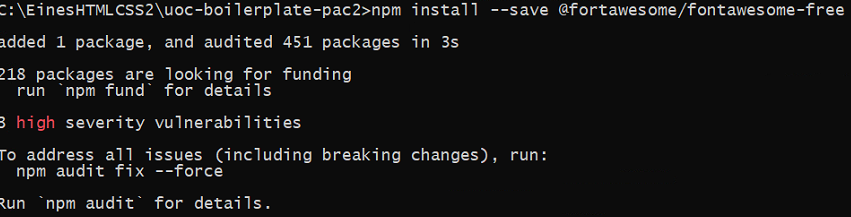 C:\EinesHTMLCSS2\uoc-boilerplate-pac2>npm install --save @fortawesome/fontawesome-free
added 1 package, and audited 451 packages in 3s
218 packages are looking for funding
run `npm fund` for details
3 high severity vulnerabilities
To address all issues (including breaking changes), run:
npm audit fix --force
Run `npm audit` for details.